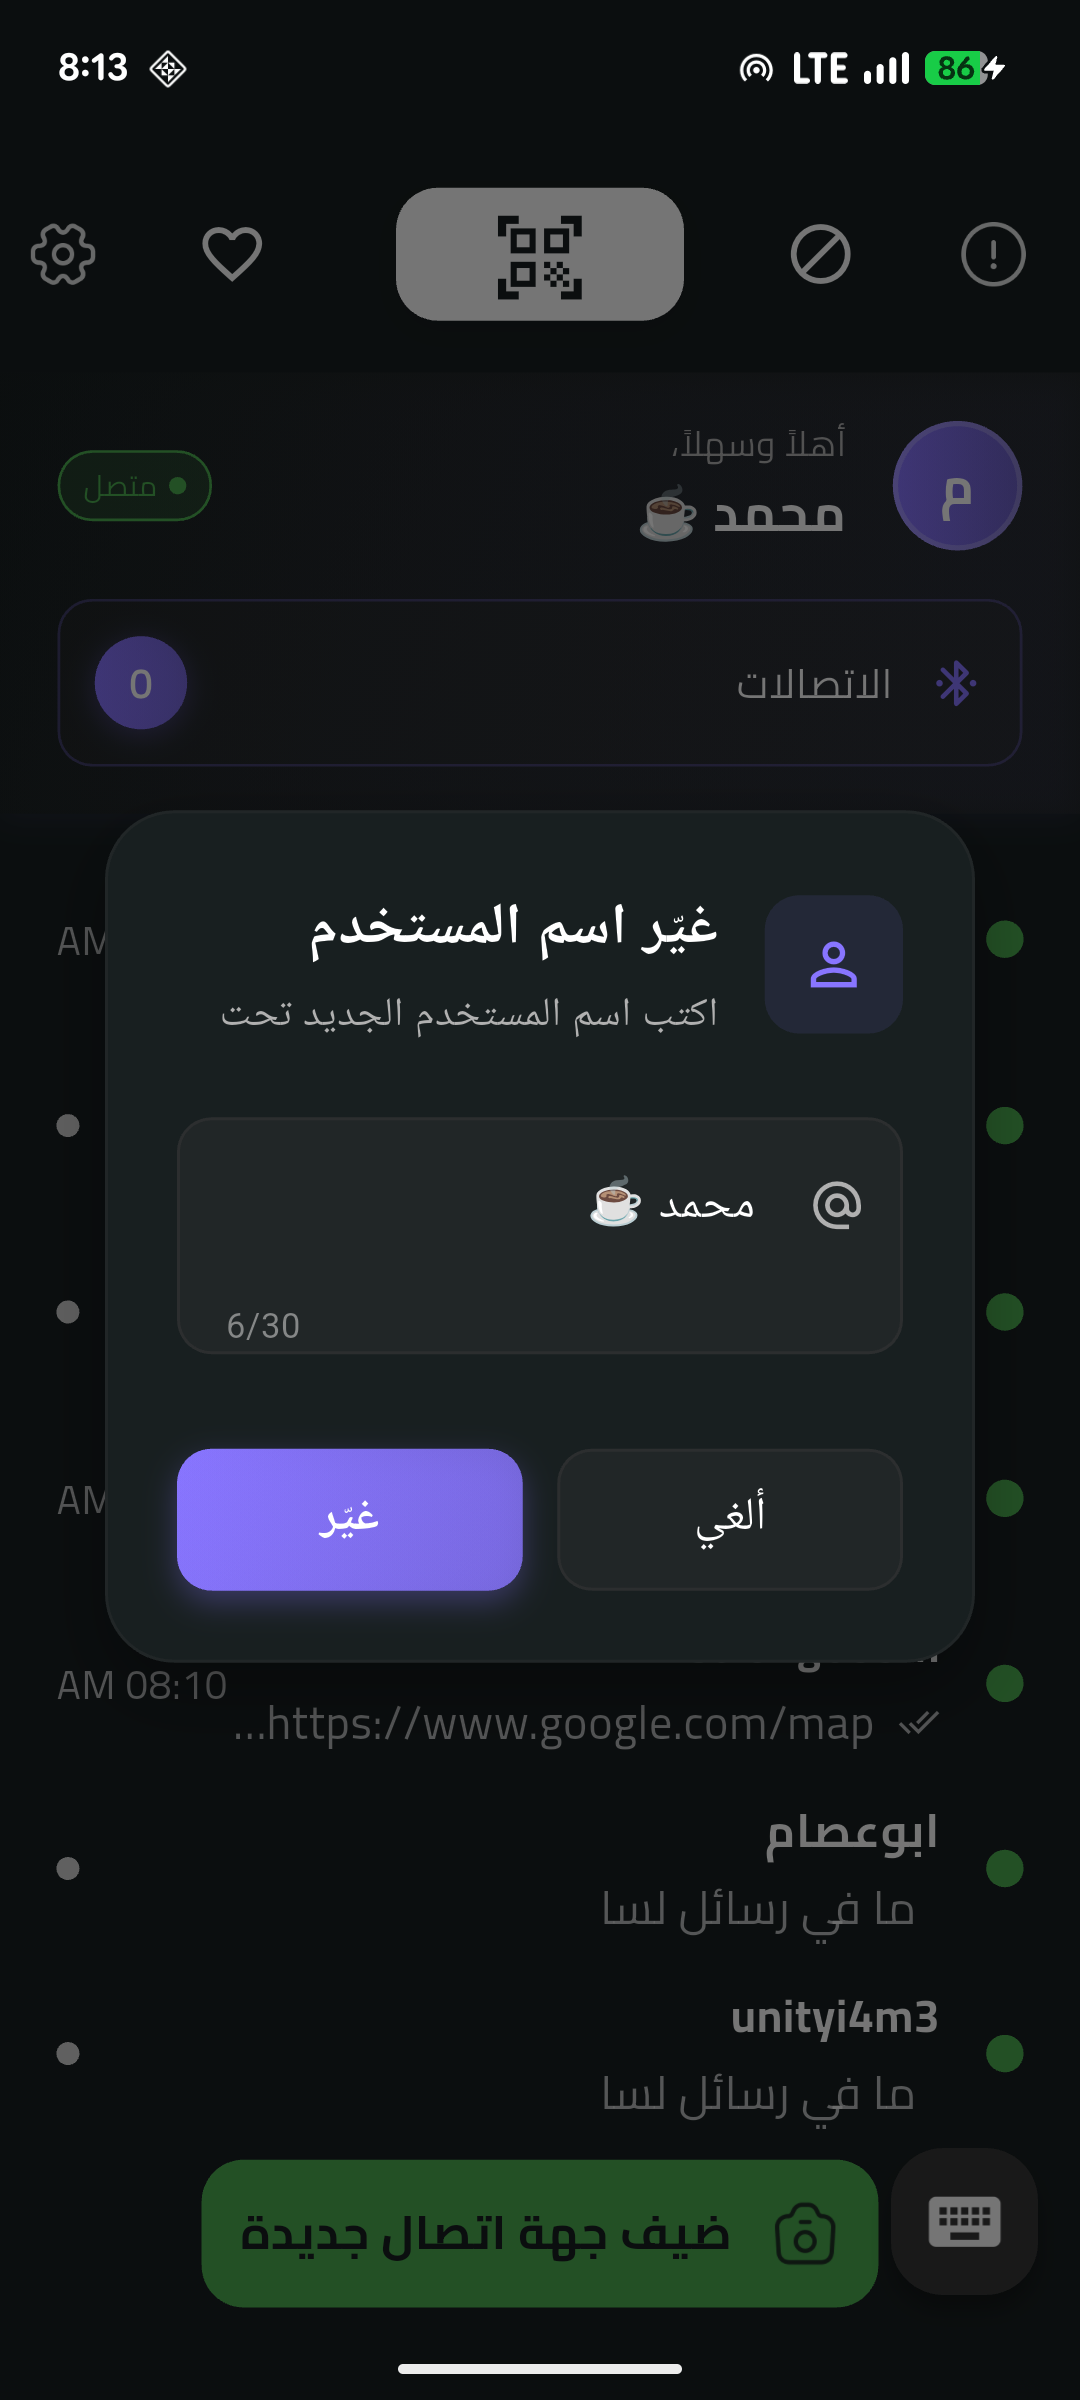 8:13
LTE
86
أهلاً وسهلاً،
محمد ☕
م
متصل
الاتصالات
0
غيّر اسم المستخدم
اكتب اسم المستخدم الجديد تحت
محمد ☕
6/30
ألغي
غيّر
AM
AM
08:10 AM
https://www.google.com/map...
ابوعصام
ما في رسائل لسا
unityi4m3
ما في رسائل لسا
ضيف جهة اتصال جديدة